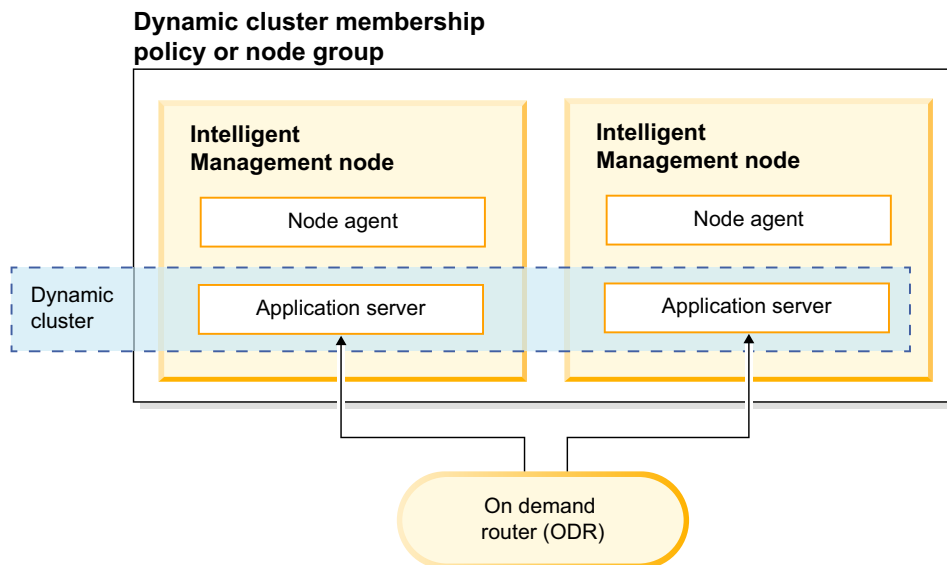 Dynamic cluster membership
policy or node group
Intelligent
Management node
Node agent
Application server
Intelligent
Management node
Node agent
Application server
Dynamic
cluster
On demand
router (ODR)